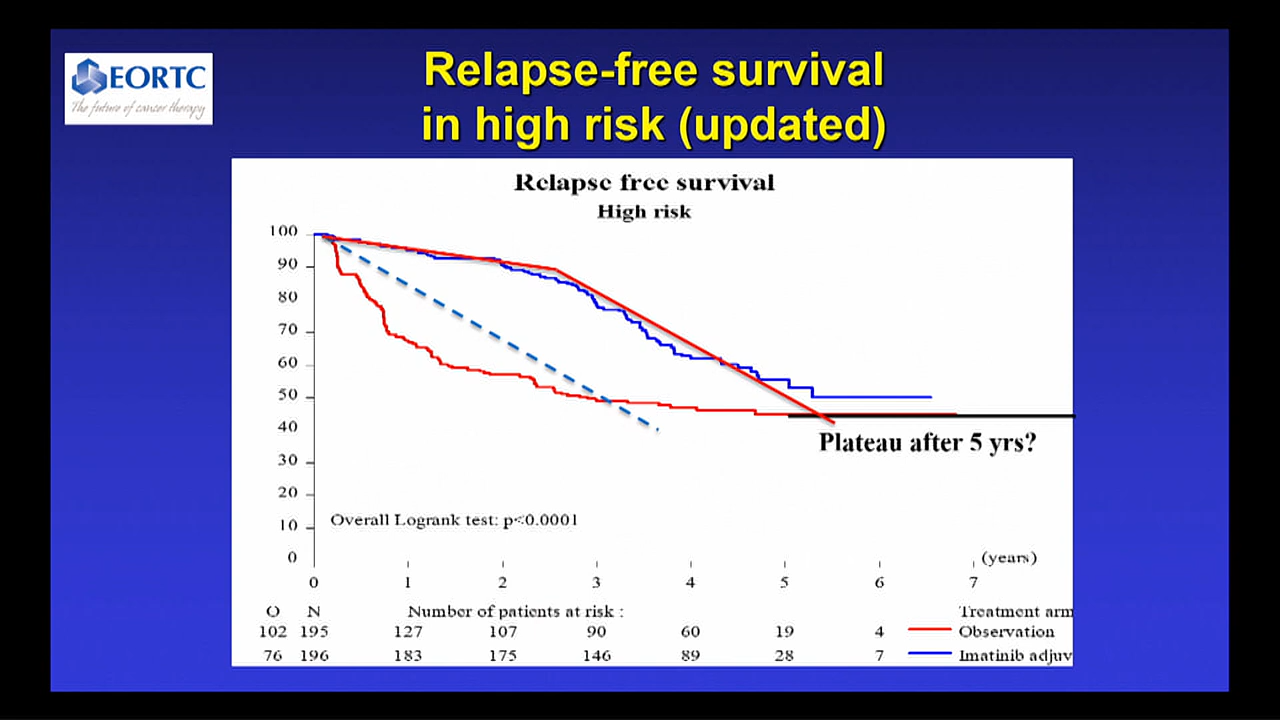 EORTC
The future of cancer therapy
Relapse-free survival
in high risk (updated)
Relapse free survival
High risk
100
90
80
70
60
50
40
30
20
10
0
Plateau after 5 yrs?
Overall Logrank test: p<0.0001
(years)
0 1 2 3 4 5 6 7
O N Number of patients at risk : Treatment arm
102 195 127 107 90 60 19 4 Observation
76 196 183 175 146 89 28 7 Imatinib adjuv